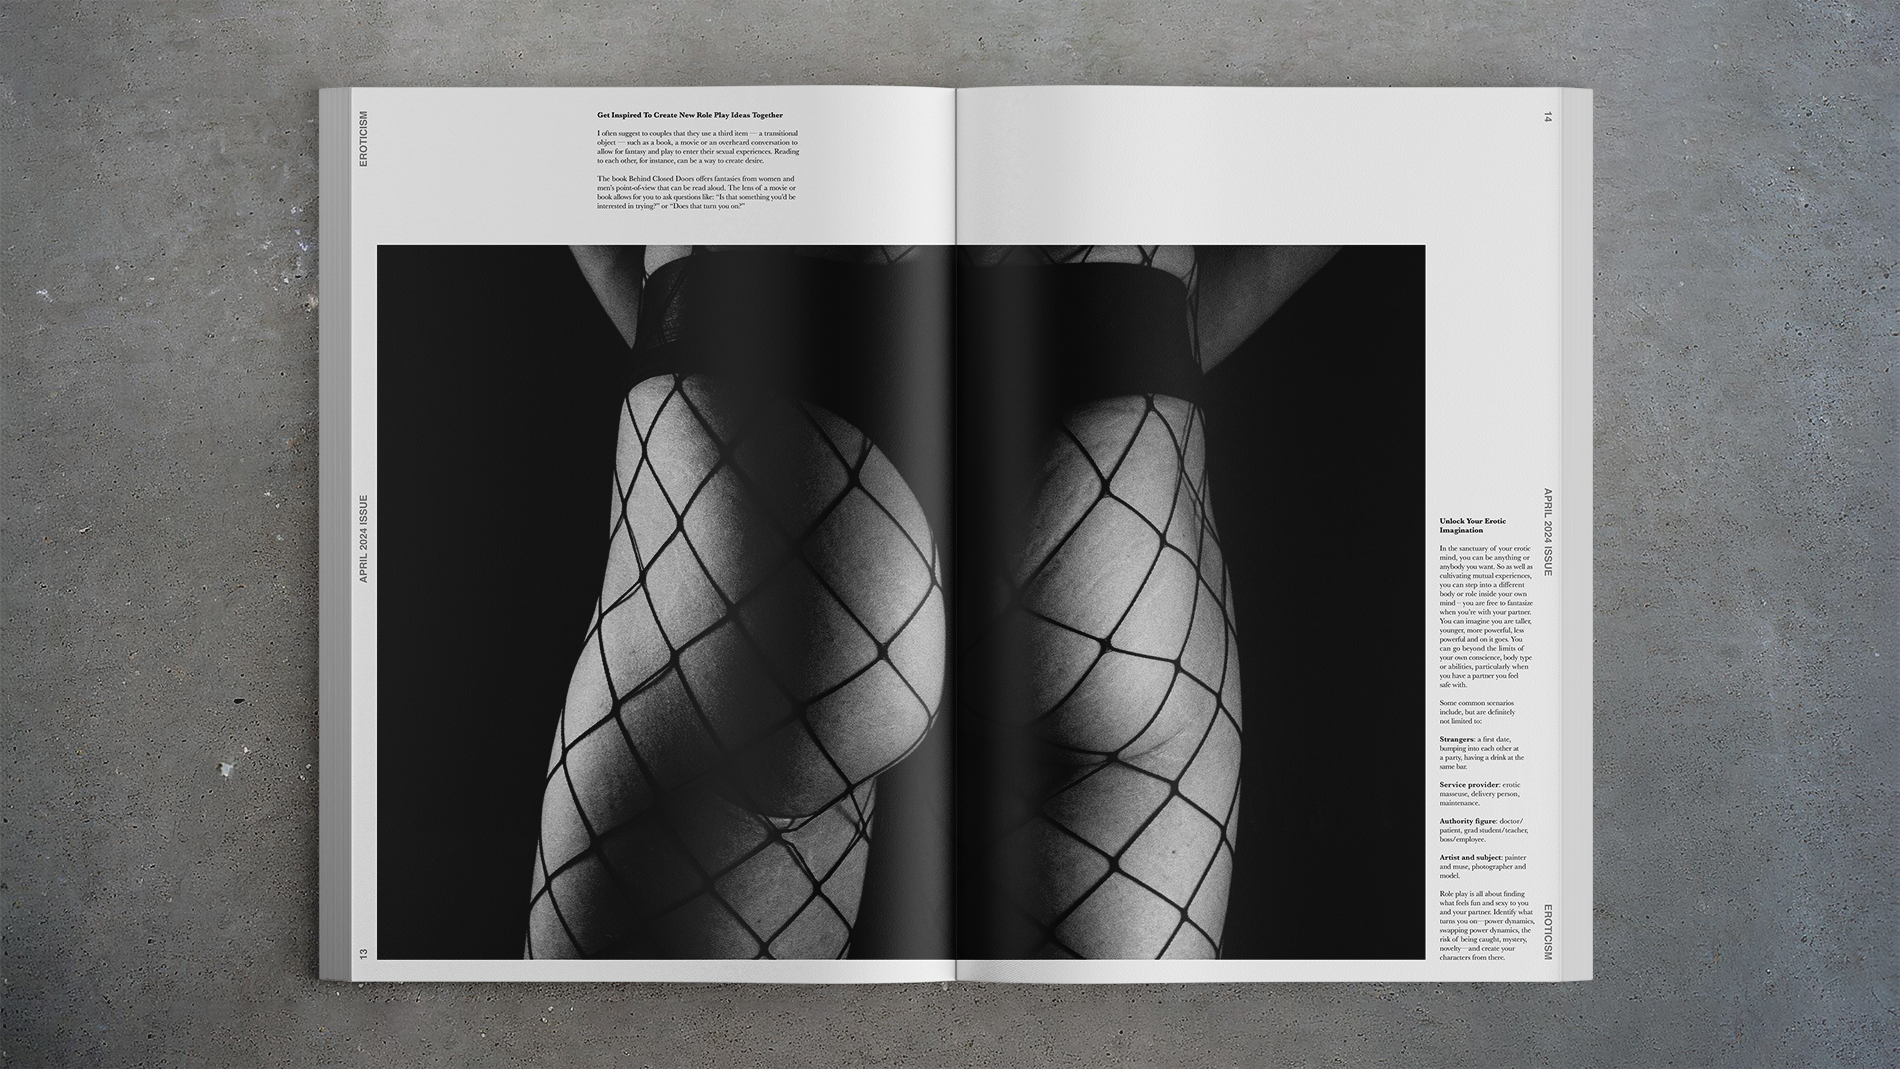 EROTICISM
APRIL 2024 ISSUE
13
Get Inspired To Create New Role Play Ideas Together
I often suggest to couples that they use a third item — a transitional
object — such as a book, a movie or an overheard conversation to
allow for fantasy and play to enter their sexual experiences. Reading
to each other, for instance, can be a way to create desire.
The book Behind Closed Doors offers fantasies from women and
men's point-of-view that can be read aloud. The lens of a movie or
book allows for you to ask questions like: “Is that something you'd be
interested in trying?” or “Does that turn you on?”
14
APRIL 2024 ISSUE
EROTICISM
Unlock Your Erotic
Imagination
In the sanctuary of your erotic
mind, you can be anything or
anybody you want. So as well as
cultivating mutual experiences,
you can step into a different
body or role inside your own
mind – you are free to fantasize
when you're with your partner.
You can imagine you are taller,
younger, more powerful, less
powerful and on it goes. You
can go beyond the limits of
your own conscience, body type
or abilities, particularly when
you have a partner you feel
safe with.
Some common scenarios
include, but are definitely
not limited to:
Strangers: a first date,
bumping into each other at
a party, having a drink at the
same bar.
Service provider: erotic
masseuse, delivery person,
maintenance.
Authority figure: doctor/
patient, grad student/teacher,
boss/employee.
Artist and subject: painter
and muse, photographer and
model.
Role play is all about finding
what feels fun and sexy to you
and your partner. Identify what
turns you on—power dynamics,
swapping power dynamics, the
risk of being caught, mystery,
novelty—and create your
characters from there.